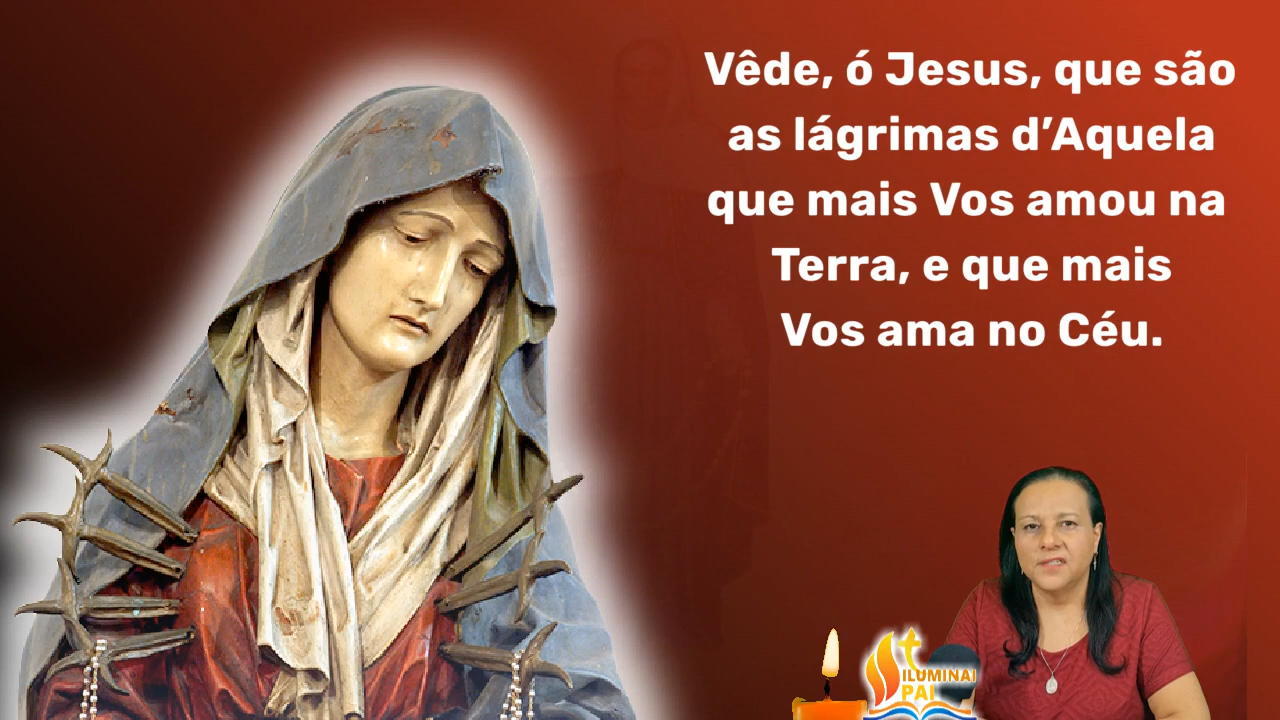 Vêde, ó Jesus, que são
as lágrimas d’Aquela
que mais Vos amou na
Terra, e que mais
Vos ama no Céu.
ILUMINAI
PAI